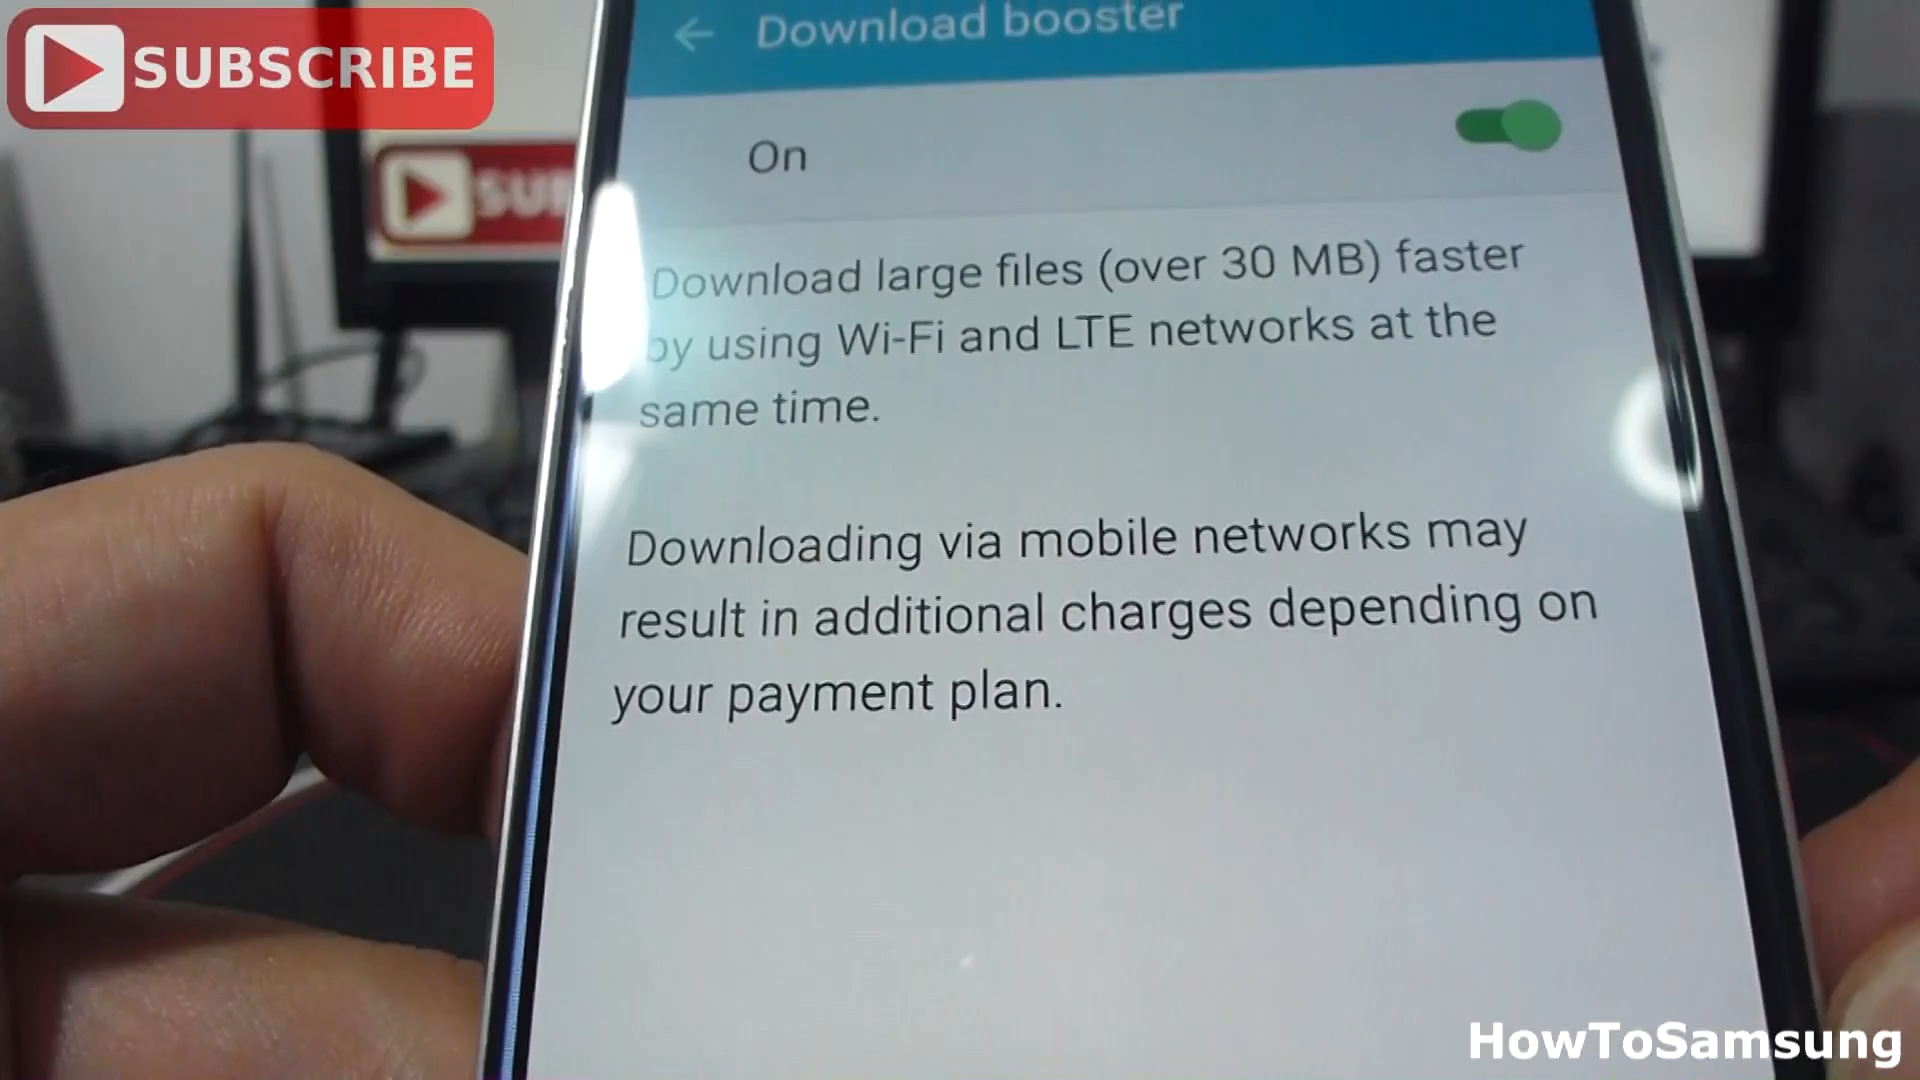 SUBSCRIBE
Download booster
On
SUB
Download large files (over 30 MB) faster
by using Wi-Fi and LTE networks at the
same time.
Downloading via mobile networks may
result in additional charges depending on
your payment plan.
HowToSamsung